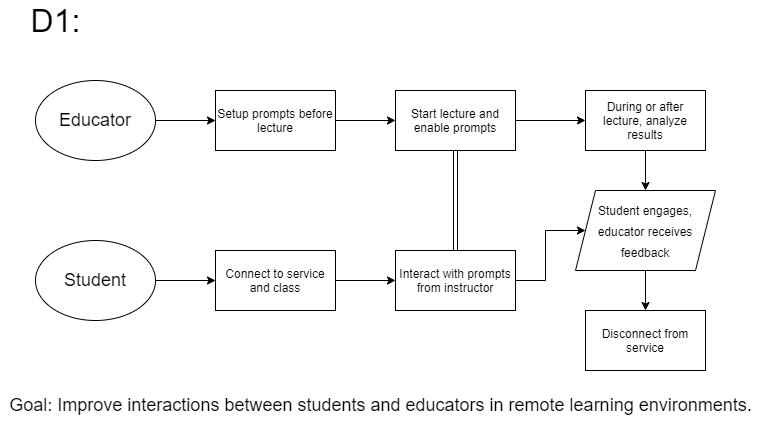 D1:
Educator
Setup prompts before
lecture
Start lecture and
enable prompts
During or after
lecture, analyze
results
Student engages,
educator receives
feedback
Student
Connect to service
and class
Interact with prompts
from instructor
Disconnect from
service
Goal: Improve interactions between students and educators in remote learning environments.